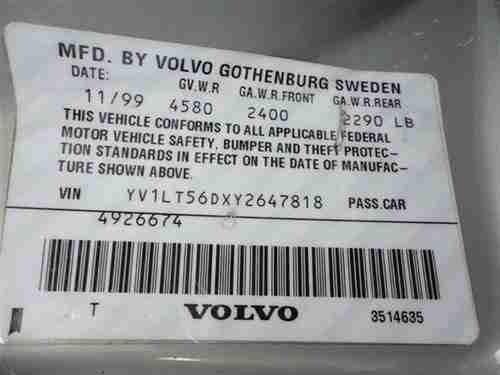 MFD. BY VOLVO GOTHENBURG SWEDEN
DATE: GV.W.R GA.W.R.FRONT GA.W.R.REAR
11/99 4580 2400 2290 LB
THIS VEHICLE CONFORMS TO ALL APPLICABLE FEDERAL
MOTOR VEHICLE SAFETY, BUMPER AND THEFT PROTEC-
TION STANDARDS IN EFFECT ON THE DATE OF MANUFAC-
TURE SHOWN ABOVE.
VIN YV1LT56DXY2647818 PASS.CAR
4926674
T VOLVO 3514635